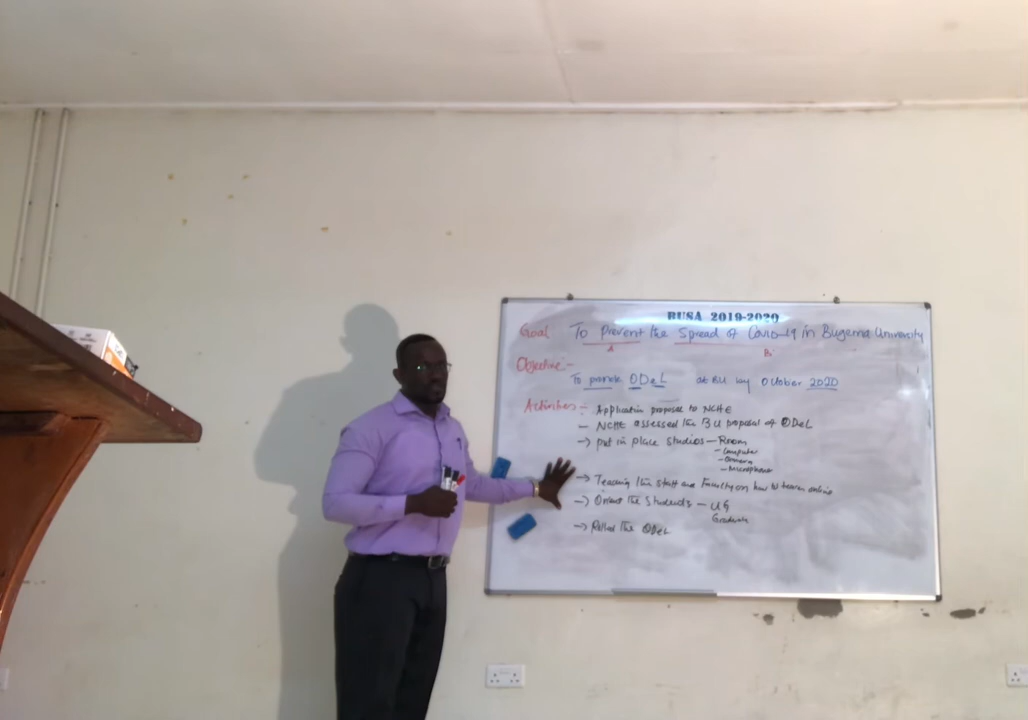 BUSA 2019-2020
Goal To Prevent the Spread of Covid-19 in Bugema University
Objective:-
To promote ODeL at BU by October 2020
Activities:- Application proposal to NCHE
- NCHE assessed the BU proposal of ODeL
-> put in place studios - Room
- Computer
- Camera
- Microphone
-> Teaching the staff and Faculty on how to teach online
-> Orient the Students - UG
Graduate
-> Rollout the ODeL